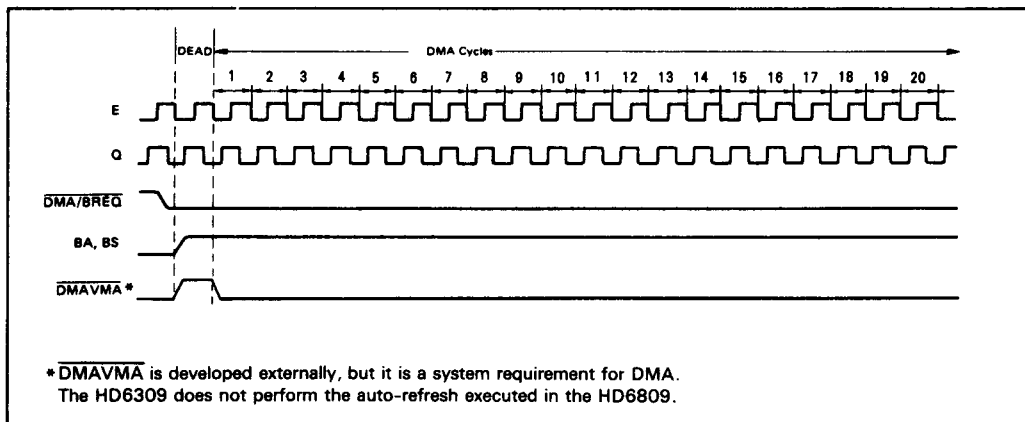 DEAD
DMA Cycles
1 2 3 4 5 6 7 8 9 10 11 12 13 14 15 16 17 18 19 20
E
Q
DMA/BREQ
BA, BS
DMAVMA *
* DMAVMA is developed externally, but it is a system requirement for DMA.
The HD6309 does not perform the auto-refresh executed in the HD6809.